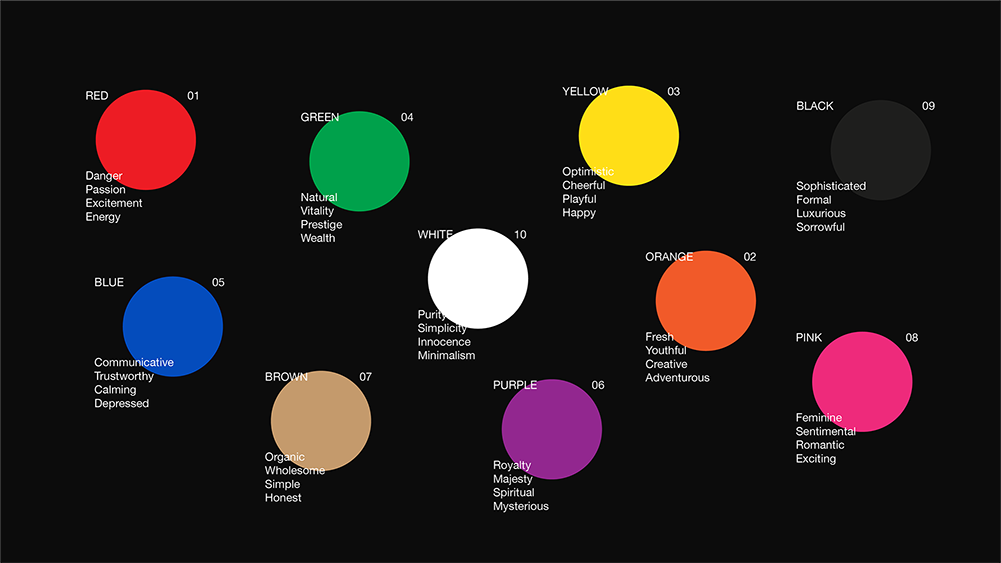 RED 01
Danger
Passion
Excitement
Energy
GREEN 04
Natural
Vitality
Prestige
Wealth
YELLOW 03
Optimistic
Cheerful
Playful
Happy
BLACK 09
Sophisticated
Formal
Luxurious
Sorrowful
WHITE 10
Purity
Simplicity
Innocence
Minimalism
ORANGE 02
Fresh
Youthful
Creative
Adventurous
BLUE 05
Communicative
Trustworthy
Calming
Depressed
BROWN 07
Organic
Wholesome
Simple
Honest
PURPLE 06
Royalty
Majesty
Spiritual
Mysterious
PINK 08
Feminine
Sentimental
Romantic
Exciting